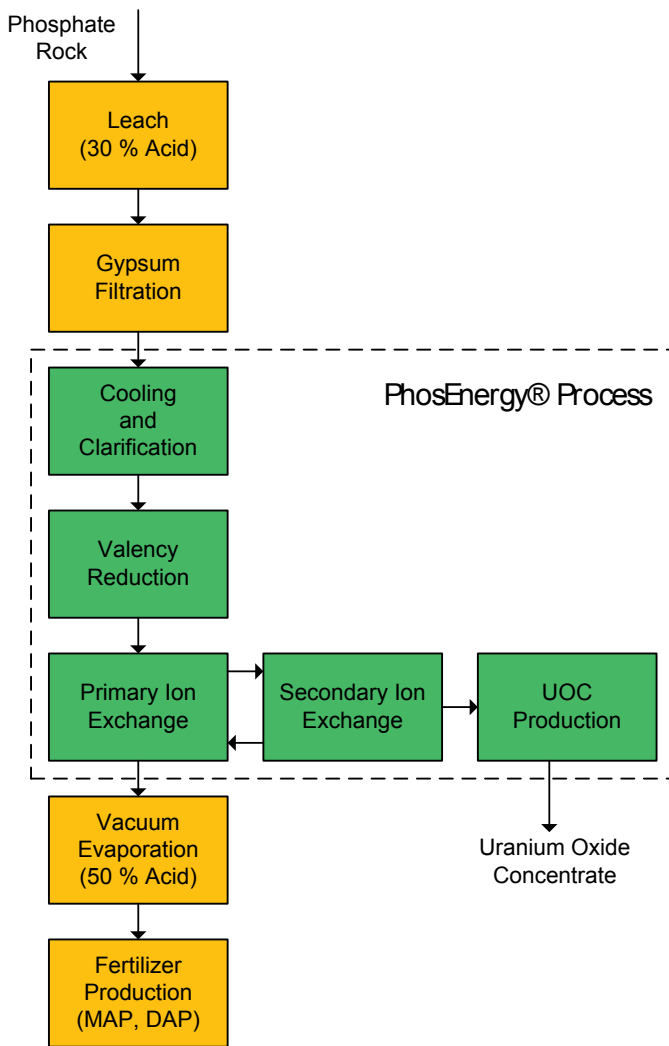 Phosphate
Rock
Leach
(30 % Acid)
Gypsum
Filtration
PhosEnergy® Process
Cooling
and
Clarification
Valency
Reduction
Primary Ion
Exchange
Secondary Ion
Exchange
UOC
Production
Vacuum
Evaporation
(50 % Acid)
Uranium Oxide
Concentrate
Fertilizer
Production
(MAP, DAP)